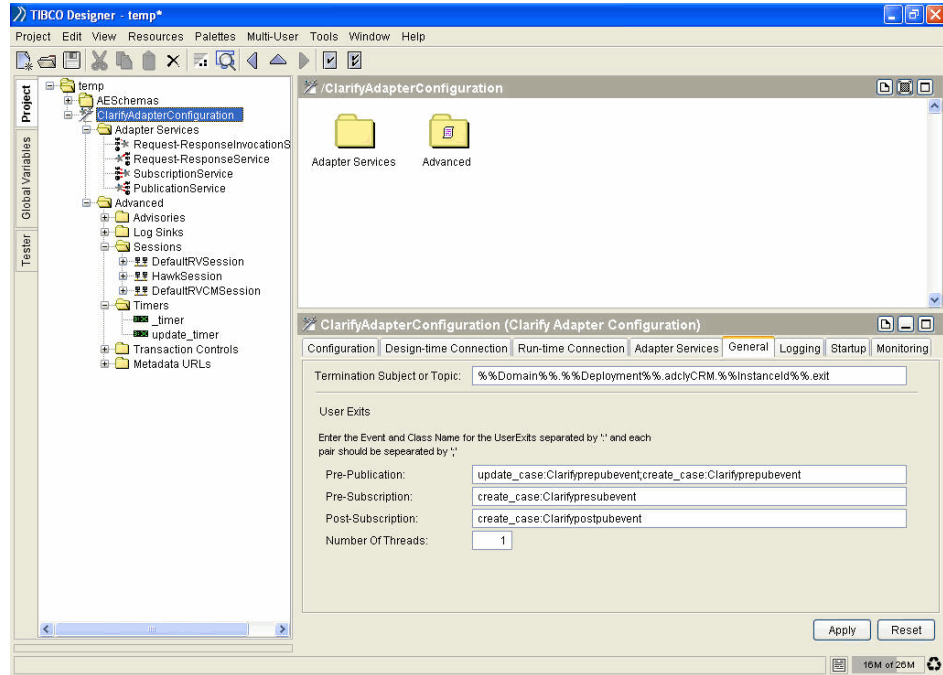 TIBCO Designer - temp*
Project Edit View Resources Palettes Multi-User Tools Window Help
Project
Global Variables
Tester
temp
AESchemas
ClarifyAdapterConfiguration
Adapter Services
Request-ResponseInvocationS
Request-ResponseService
SubscriptionService
PublicationService
Advanced
Advisories
Log Sinks
Sessions
DefaultRVSession
HawkSession
DefaultRVCMSession
Timers
_timer
update_timer
Transaction Controls
Metadata URLs
/ClarifyAdapterConfiguration
Adapter Services Advanced
ClarifyAdapterConfiguration (Clarify Adapter Configuration)
Configuration Design-time Connection Run-time Connection Adapter Services General Logging Startup Monitoring
Termination Subject or Topic: %%Domain%%.%%Deployment%%.adclyCRM.%%InstanceId%%.exit
User Exits
Enter the Event and Class Name for the UserExits separated by ':' and each
pair should be sepearated by ';'
Pre-Publication: update_case:Clarifyprepubevent;create_case:Clarifyprepubevent
Pre-Subscription: create_case:Clarifypresubevent
Post-Subscription: create_case:Clarifypostpubevent
Number Of Threads: 1
Apply Reset
16M of 26M